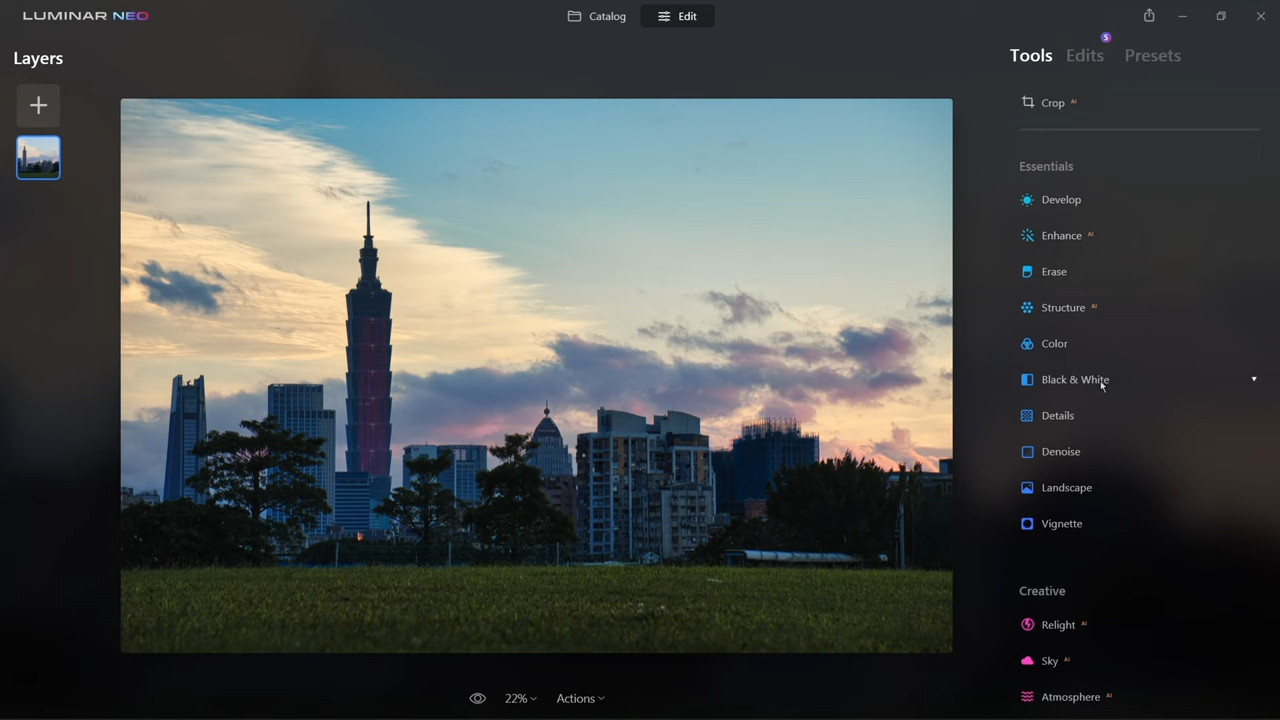 LUMINAR NEO
Catalog
Edit
Layers
5
Tools Edits Presets
Crop AI
Essentials
Develop
Enhance AI
Erase
Structure AI
Color
Black & White
Details
Denoise
Landscape
Vignette
Creative
Relight AI
Sky AI
Atmosphere AI
22%
Actions